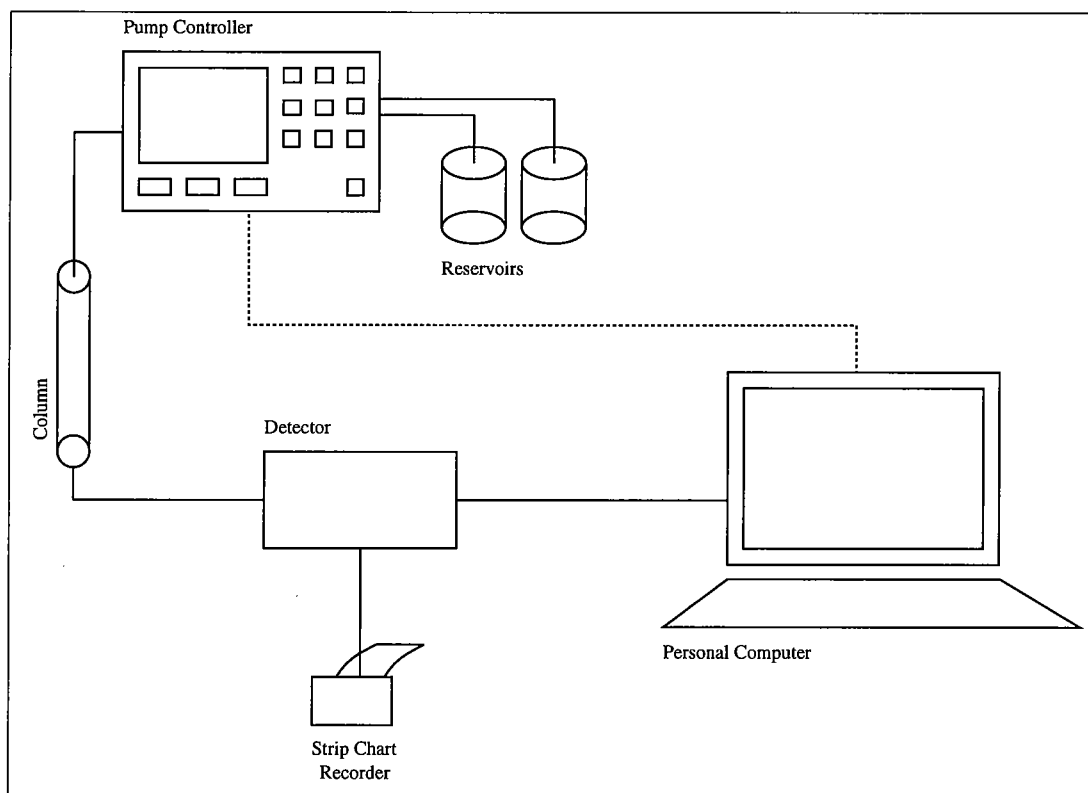 Pump Controller
Reservoirs
Column
Detector
Personal Computer
Strip Chart
Recorder